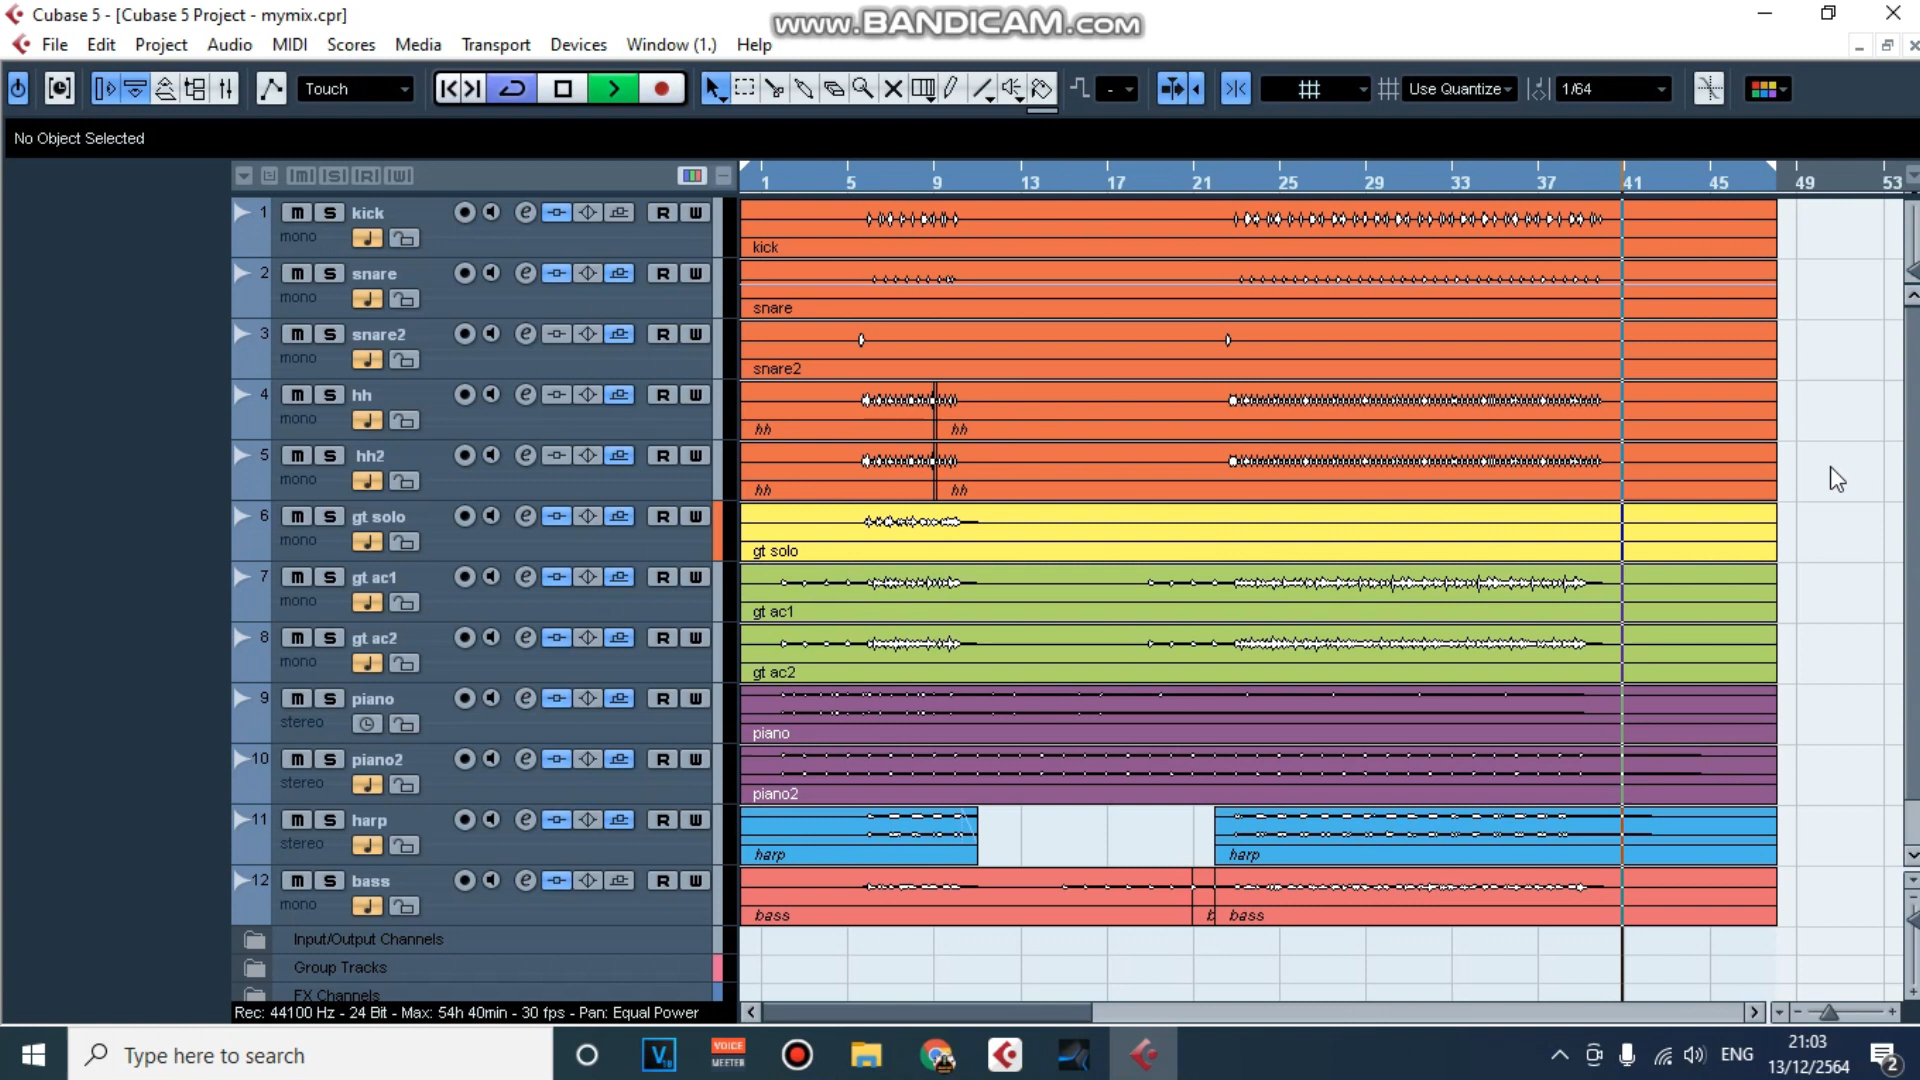 Cubase 5 - [Cubase 5 Project - mymix.cpr]
www.BANDICAM.com
File Edit Project Audio MIDI Scores Media Transport Devices Window (1.) Help
Touch
-
Use Quantize
1/64
No Object Selected
1 5 9 13 17 21 25 29 33 37 41 45 49 53
1 m S kick e R W
mono
kick
2 m S snare e R W
mono
snare
3 m S snare2 e R W
mono
snare2
4 m S hh e R W
mono
hh hh
5 m S hh2 e R W
mono
hh hh
6 m S gt solo e R W
mono
gt solo
7 m S gt ac1 e R W
mono
gt ac1
8 m S gt ac2 e R W
mono
gt ac2
9 m S piano e R W
stereo
piano
10 m S piano2 e R W
stereo
piano2
11 m S harp e R W
stereo
harp harp
12 m S bass e R W
mono
bass b bass
Input/Output Channels
Group Tracks
FX Channels
Rec: 44100 Hz - 24 Bit - Max: 54h 40min - 30 fps - Pan: Equal Power
Type here to search
VOICE
MEETER
ENG
21:03
13/12/2564
2